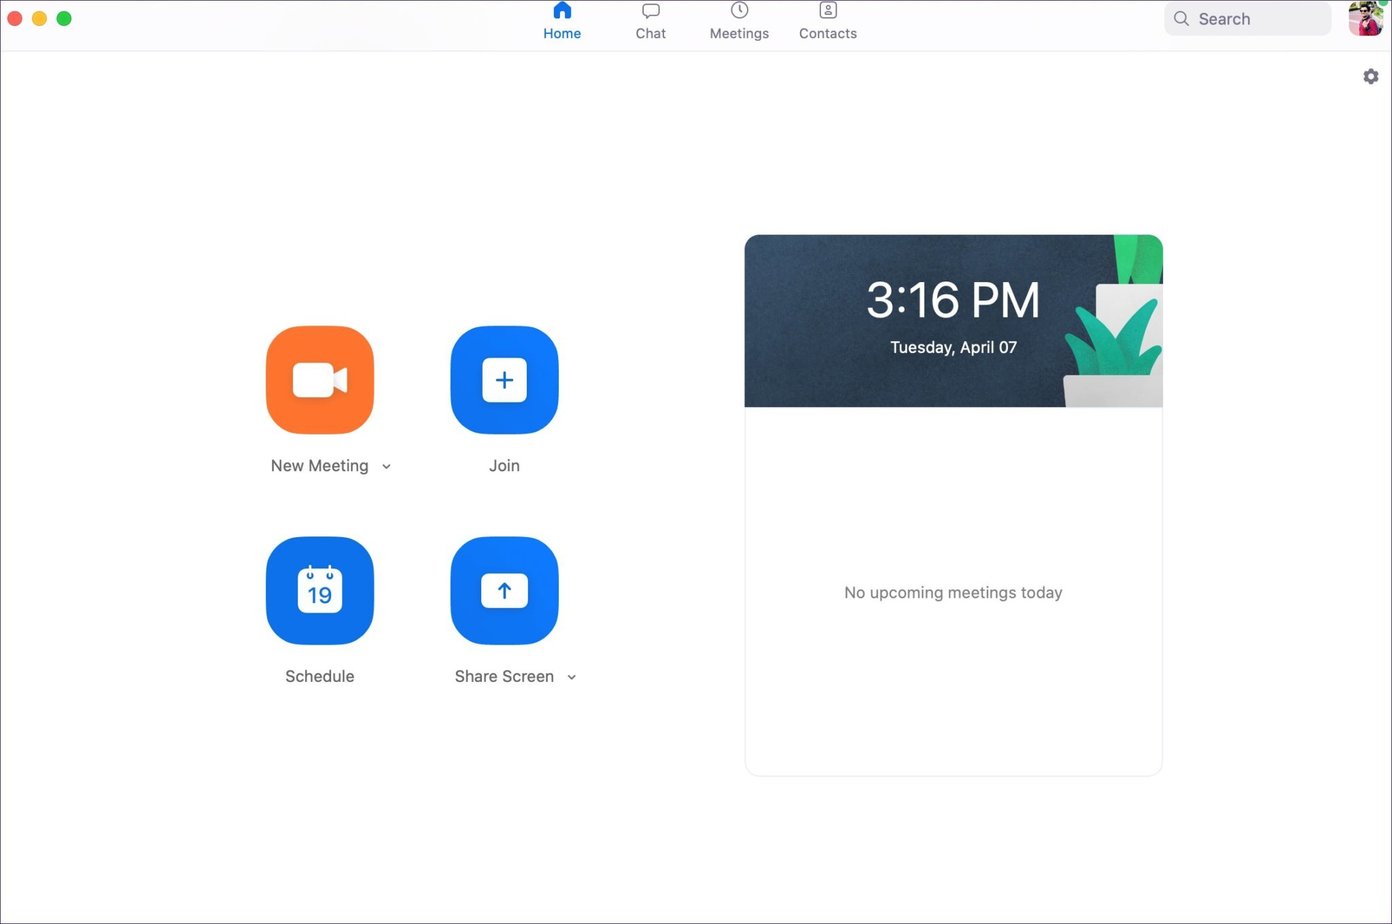 Home
Chat
Meetings
Contacts
Search
3:16 PM
Tuesday, April 07
New Meeting
Join
19
Schedule
Share Screen
No upcoming meetings today